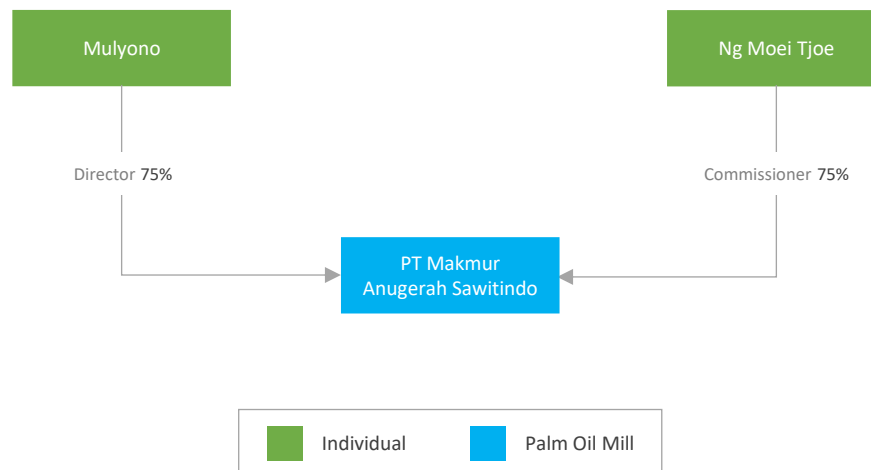 Mulyono
Ng Moei Tjoe
Director 75%
Commissioner 75%
PT Makmur
Anugerah Sawitindo
Individual
Palm Oil Mill